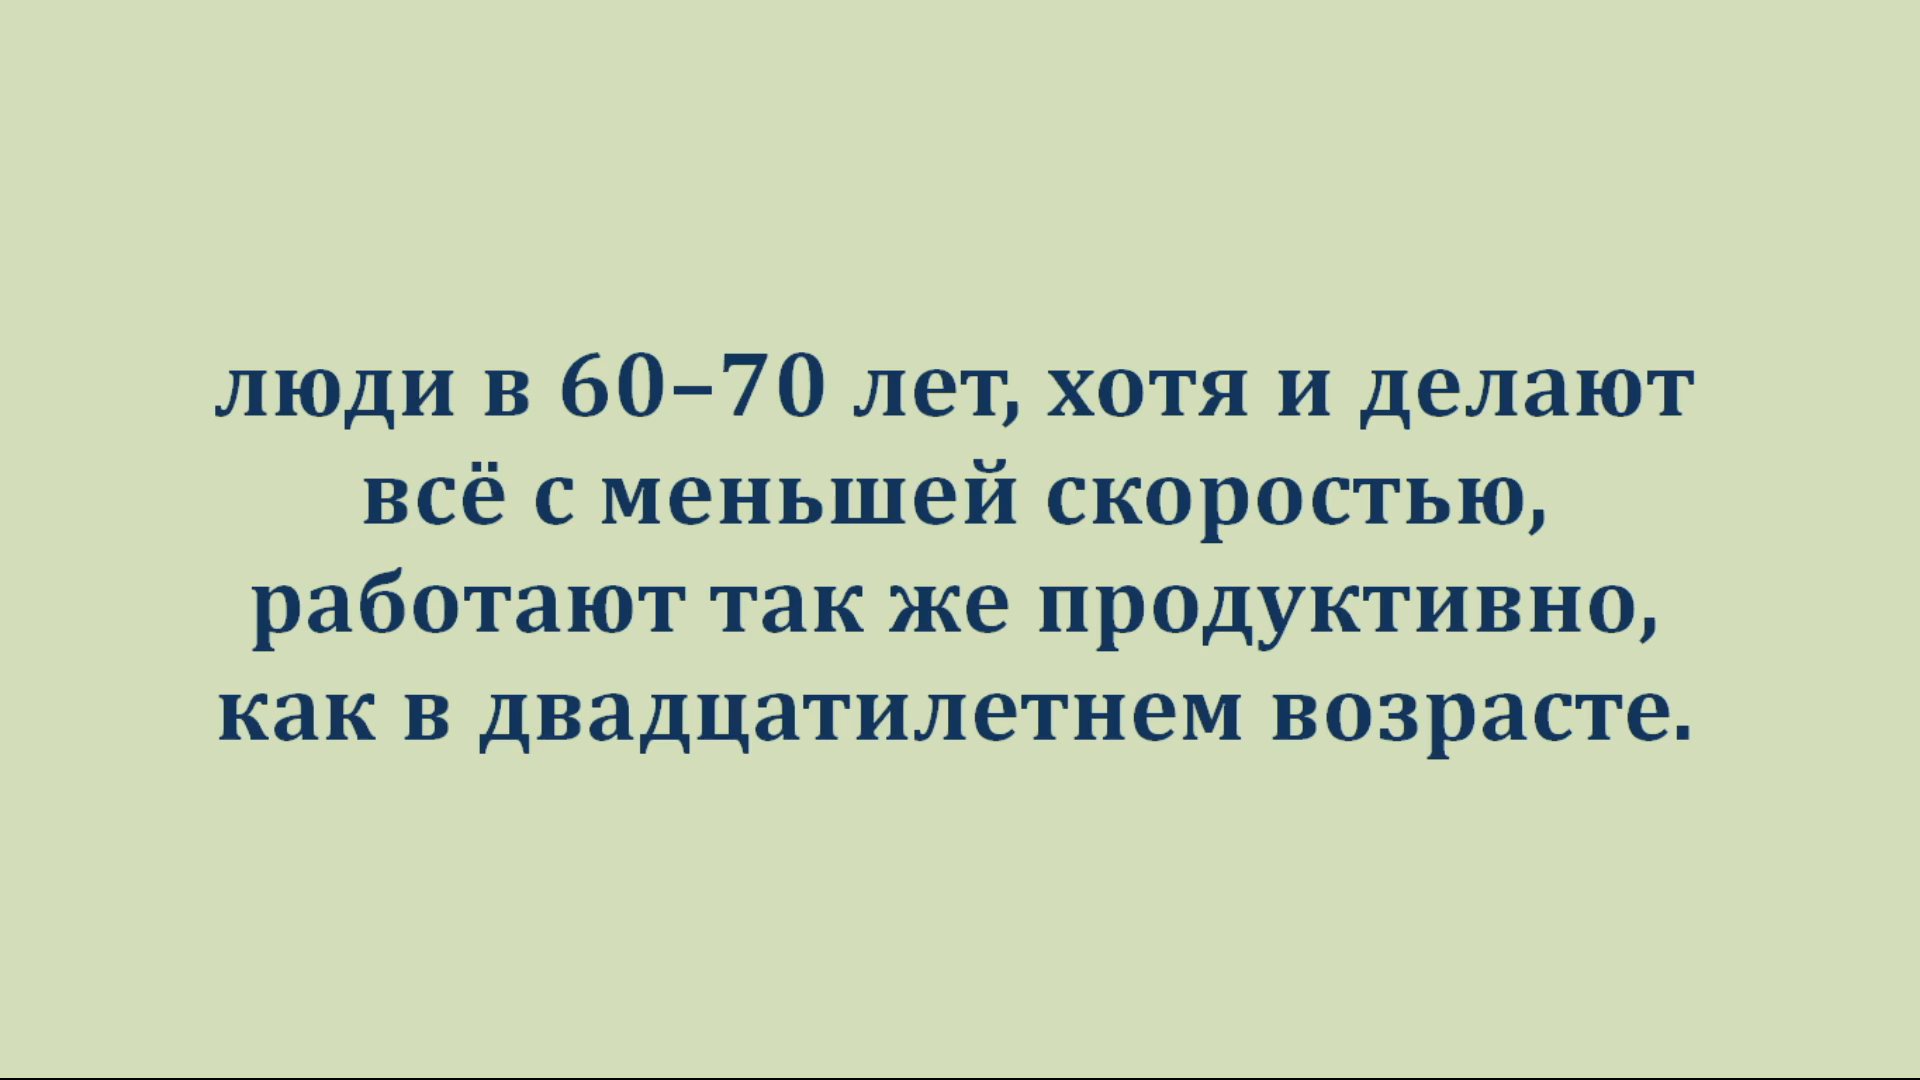 люди в 60–70 лет, хотя и делают
всё с меньшей скоростью,
работают так же продуктивно,
как в двадцатилетнем возрасте.